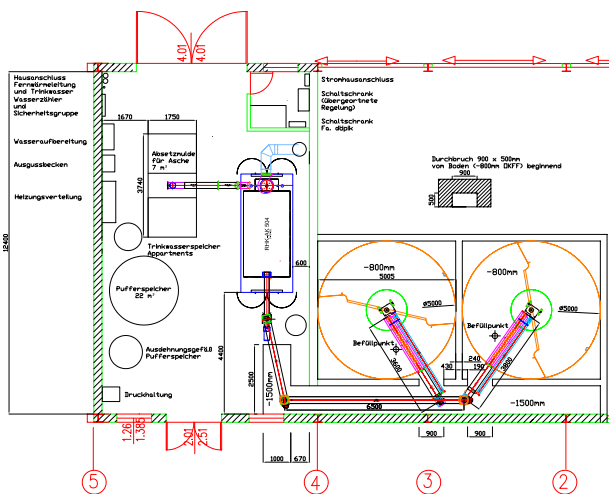 4.01
4.01
Hausanschluss
Fernwärmeleitung
und Trinkwasser
Wasserzähler
und
Sicherheitsgruppe
Wasseraufbereitung
Ausgussbecken
Heizungsverteilung
12400
1670
1750
Absetzmulde
für Asche
7 m³
3740
Trinkwasserspeicher
Appartments
Pufferspeicher
22 m³
Ausdehnungsgefäß
Pufferspeicher
Druckhaltung
600
4400
2500
-1500mm
Stromhausanschluss
Schaltschrank
(übergeordnete
Regelung)
Schaltschrank
Fa. ddpik
Durchbruch 900 x 500mm
von Boden (-800mm OKFF) beginnend
900
500
-800mm
5005
ø5000
Befüllpunkt
3600
-800mm
ø5000
Befüllpunkt
3800
240
430
190
6500
-1500mm
1.26
1.385
2.01
2.51
1000
670
900
900
5
4
3
2